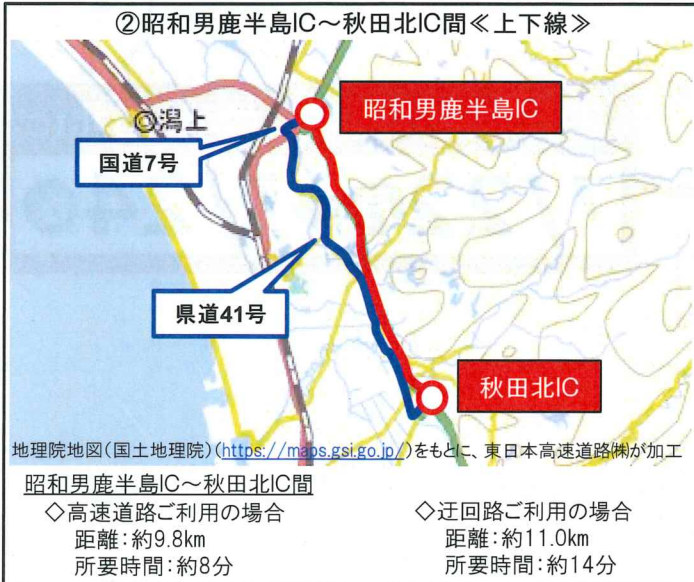 ②昭和男鹿半島IC～秋田北IC間≪上下線≫
昭和男鹿半島IC
◎潟上
国道7号
県道41号
秋田北IC
地理院地図(国土地理院)(https://maps.gsi.go.jp/)をもとに、東日本高速道路㈱が加工
昭和男鹿半島IC～秋田北IC間
◇高速道路ご利用の場合
距離：約9.8km
所要時間：約8分
◇迂回路ご利用の場合
距離：約11.0km
所要時間：約14分